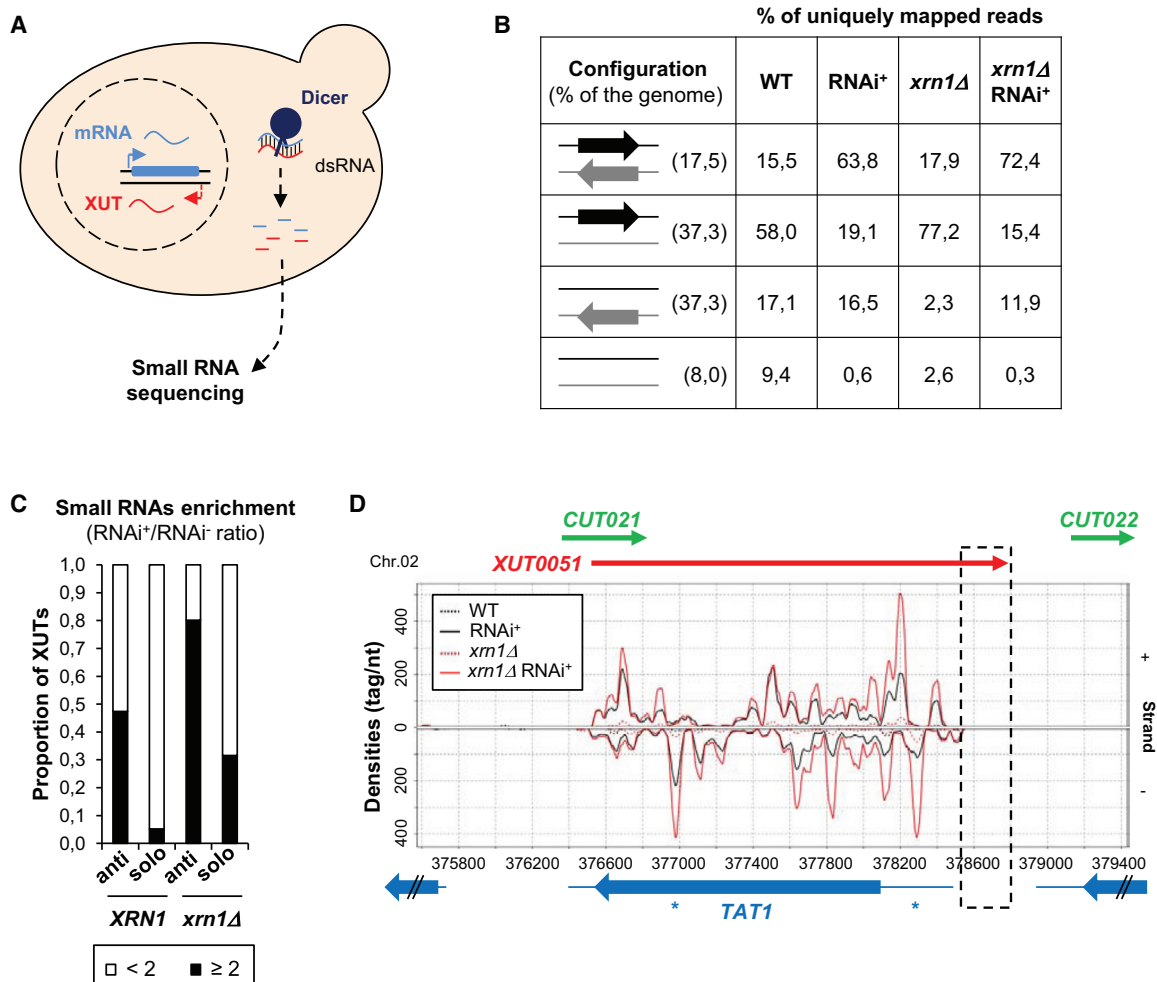 A
Dicer
mRNA
dsRNA
XUT
Small RNA
sequencing
B
% of uniquely mapped reads
Configuration
(% of the genome)
WT
RNAi⁺
xrn1Δ
xrn1Δ
RNAi⁺
(17,5)
15,5
63,8
17,9
72,4
(37,3)
58,0
19,1
77,2
15,4
(37,3)
17,1
16,5
2,3
11,9
(8,0)
9,4
0,6
2,6
0,3
C
Small RNAs enrichment
(RNAi⁺/RNAi⁻ ratio)
Proportion of XUTs
1,0
0,9
0,8
0,7
0,6
0,5
0,4
0,3
0,2
0,1
0,0
anti
solo
anti
solo
XRN1
xrn1Δ
< 2
≥ 2
D
CUT021
CUT022
Chr.02
XUT0051
WT
RNAi⁺
xrn1Δ
xrn1Δ RNAi⁺
Densities (tag/nt)
400
200
0
0
200
400
+
Strand
-
375800
376200
376600
377000
377400
377800
378200
378600
379000
379400
*
TAT1
*